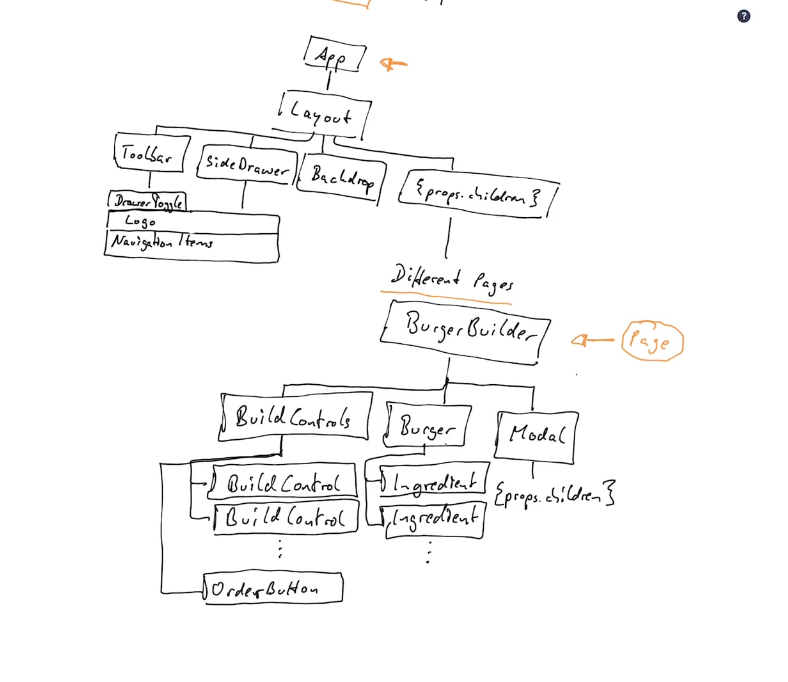 App
Layout
Toolbar
SideDrawer
Backdrop
{props.children}
DrawerToggle
Logo
Navigation Items
Different Pages
BurgerBuilder
Page
BuildControls
Burger
Modal
BuildControl
Ingredient
{props.children}
BuildControl
Ingredient
OrderButton
?